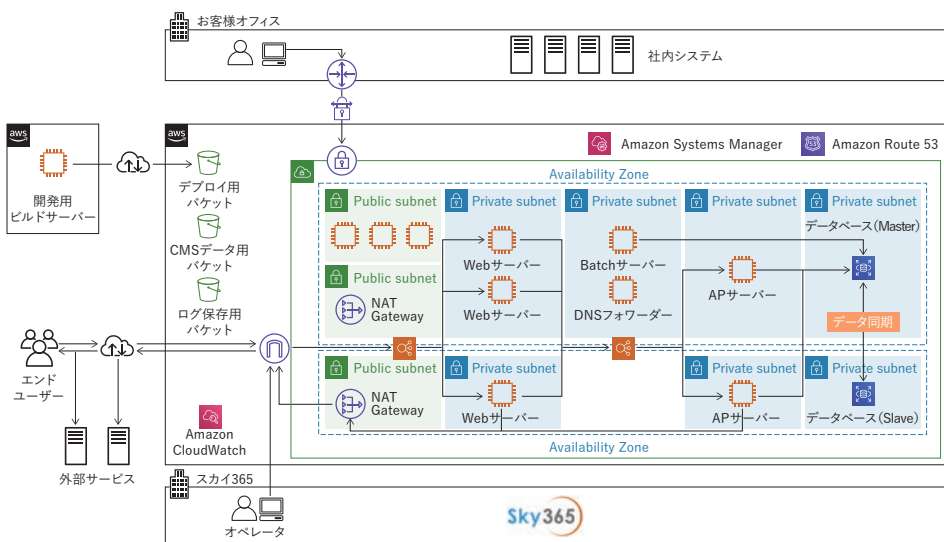 お客様オフィス
社内システム
aws
開発用
ビルドサーバー
aws
Amazon Systems Manager
53
Amazon Route 53
デプロイ用
バケット
CMSデータ用
バケット
ログ保存用
バケット
Availability Zone
Public subnet
Private subnet
Private subnet
Private subnet
Private subnet
データベース(Master)
Webサーバー
Batchサーバー
Public subnet
APサーバー
NAT
Gateway
Webサーバー
DNSフォワーダー
データ同期
エンド
ユーザー
Public subnet
Private subnet
Private subnet
Private subnet
NAT
Gateway
Webサーバー
APサーバー
データベース(Slave)
Amazon
CloudWatch
Availability Zone
外部サービス
スカイ365
オペレータ
Sky365